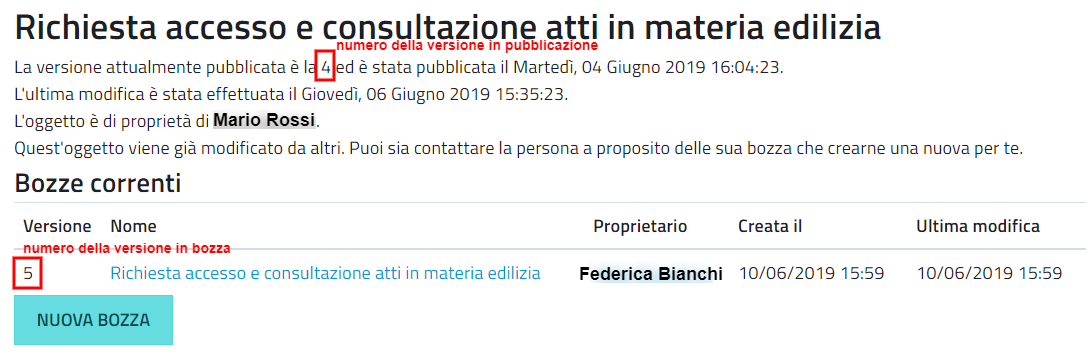 Richiesta accesso e consultazione atti in materia edilizia
numero della versione in pubblicazione
La versione attualmente pubblicata è la 4 ed è stata pubblicata il Martedì, 04 Giugno 2019 16:04:23.
L'ultima modifica è stata effettuata il Giovedì, 06 Giugno 2019 15:35:23.
L'oggetto è di proprietà di Mario Rossi.
Quest'oggetto viene già modificato da altri. Puoi sia contattare la persona a proposito delle sua bozza che crearne una nuova per te.
Bozze correnti
Versione Nome Proprietario Creata il Ultima modifica
numero della versione in bozza
5 Richiesta accesso e consultazione atti in materia edilizia Federica Bianchi 10/06/2019 15:59 10/06/2019 15:59
NUOVA BOZZA